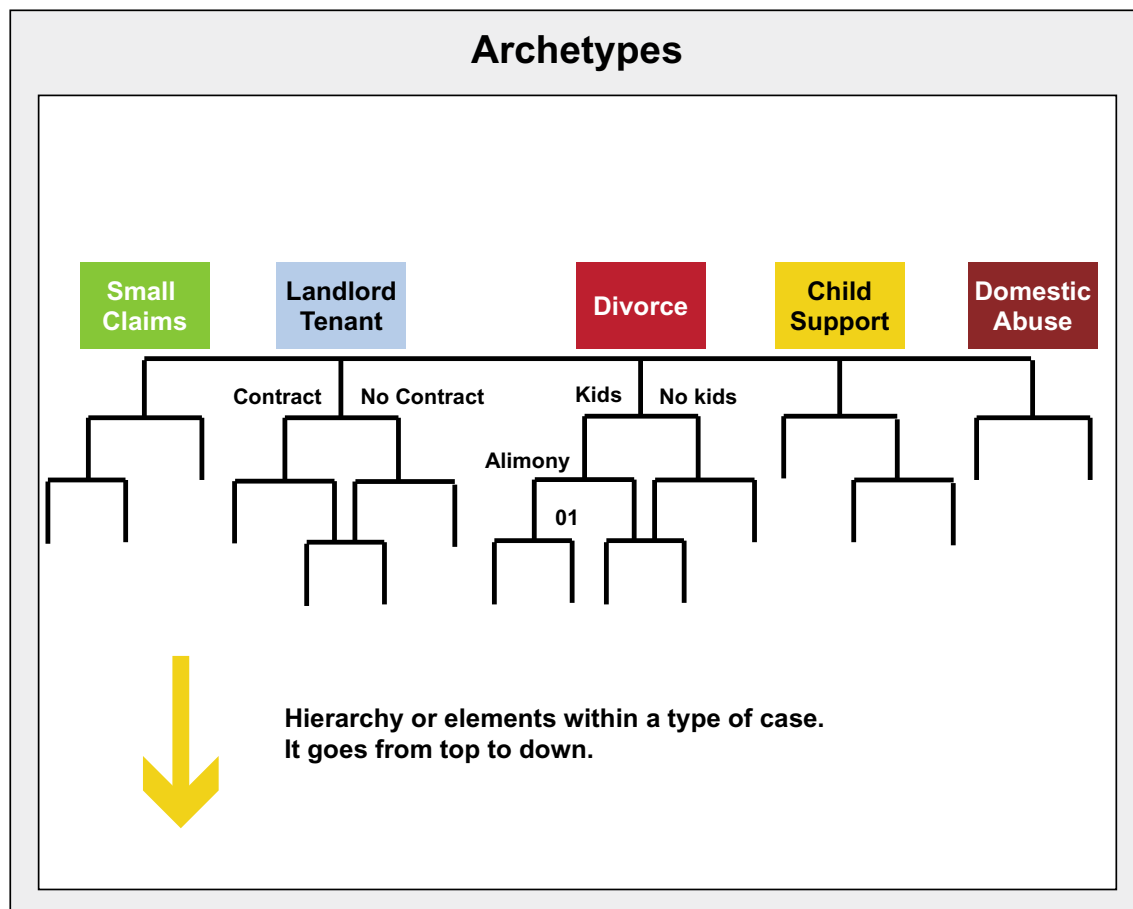 Archetypes
Small
Claims
Landlord
Tenant
Divorce
Child
Support
Domestic
Abuse
Contract
No Contract
Kids
No kids
Alimony
01
Hierarchy or elements within a type of case.
It goes from top to down.